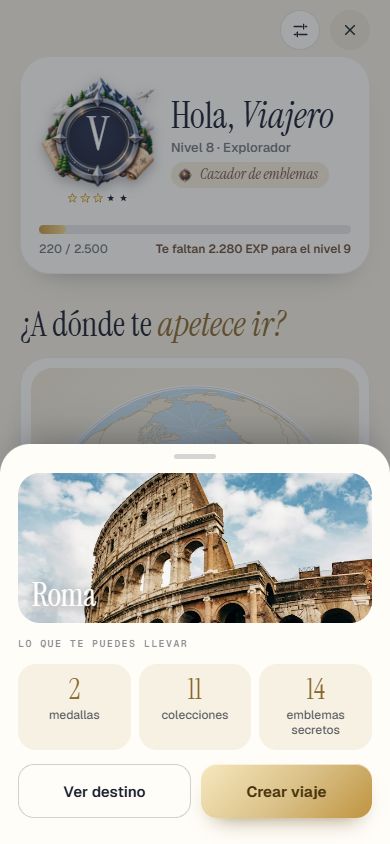 V
Hola, Viajero
Nivel 8 · Explorador
Cazador de emblemas
220 / 2.500
Te faltan 2.280 EXP para el nivel 9
¿A dónde te apetece ir?
Roma
LO QUE TE PUEDES LLEVAR
2
medallas
11
colecciones
14
emblemas
secretos
Ver destino
Crear viaje